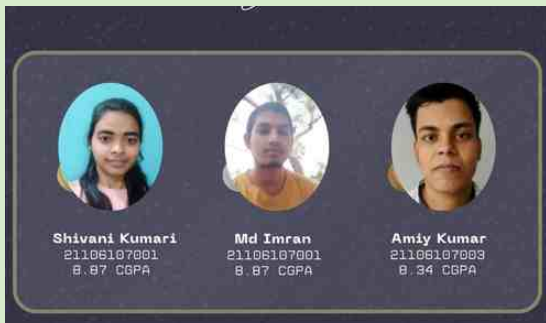 Shivani Kumari
21106107001
8.87 CGPA
Md Imran
21106107001
8.87 CGPA
Amiy Kumar
21106107003
8.34 CGPA